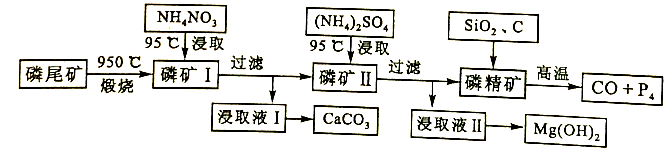 NH₄NO₃
(NH₄)₂SO₄
SiO₂、C
95 ℃ 浸取
95 ℃ 浸取
磷尾矿 950 ℃ 煅烧 磷矿 Ⅰ 过滤 磷矿 Ⅱ 过滤 磷精矿 高温 CO + P₄
浸取液 Ⅰ CaCO₃ 浸取液 Ⅱ Mg(OH)₂